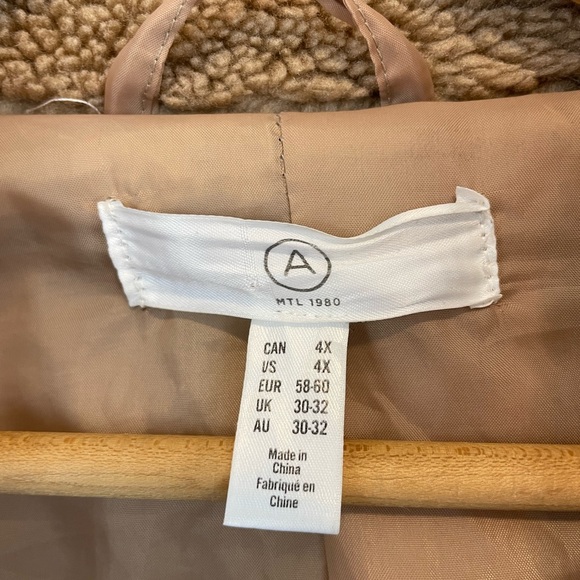 A
MTL 1980
CAN 4X
US 4X
EUR 58-60
UK 30-32
AU 30-32
Made in
China
Fabriqué en
Chine